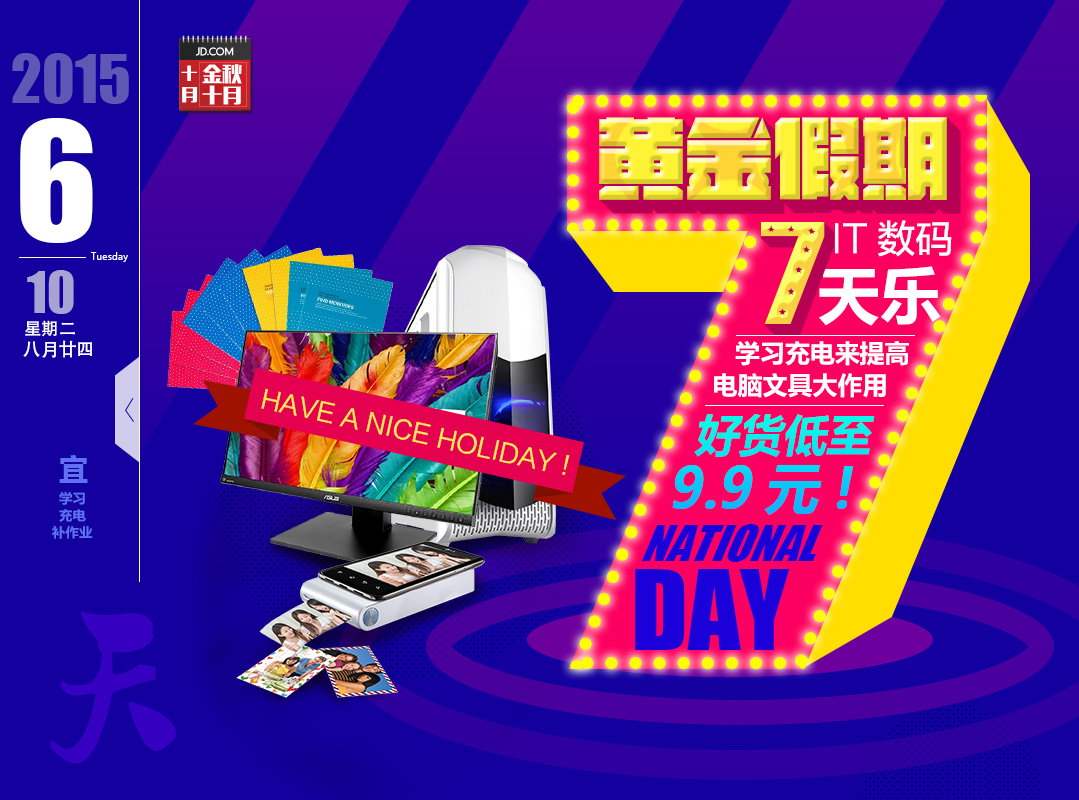 2015
6
Tuesday
10
星期二
八月廿四
宜
学习
充电
补作业
天
JD.COM
十月
金秋十月
黄金假期
7天乐
IT 数码
学习充电来提高
电脑文具大作用
好货低至
9.9 元！
NATIONAL
DAY
HAVE A NICE HOLIDAY !
FIND MEMORIES
ASUS